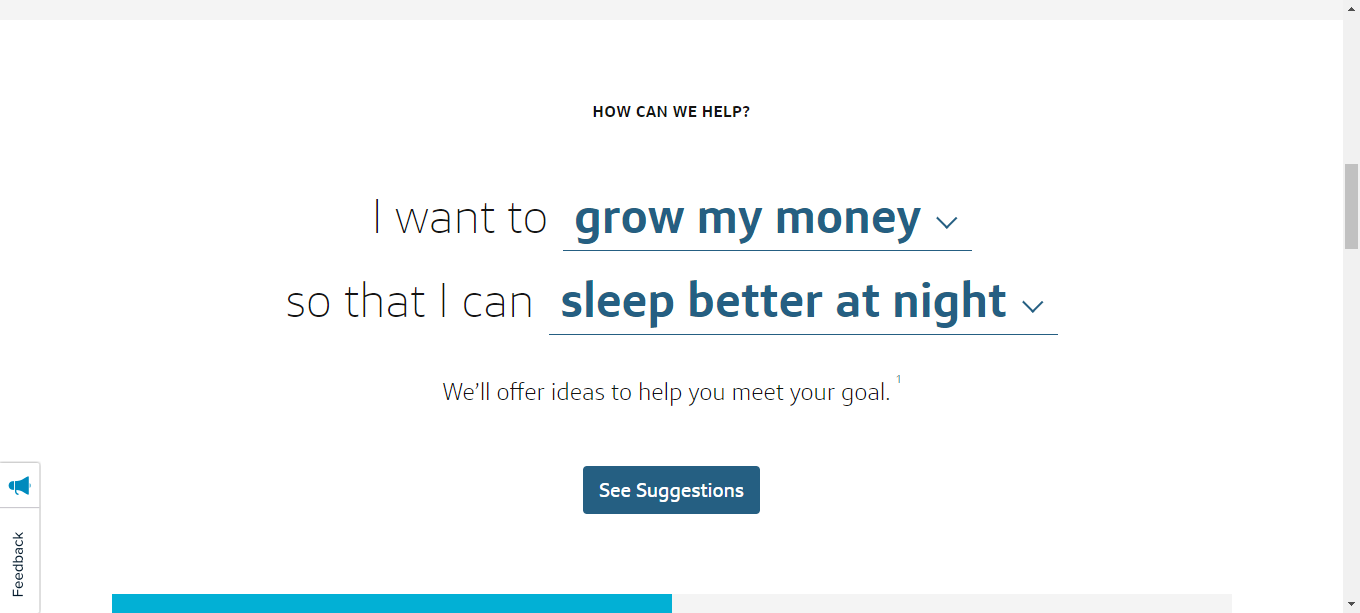 HOW CAN WE HELP?
I want to grow my money
so that I can sleep better at night
We’ll offer ideas to help you meet your goal. 1
See Suggestions
Feedback